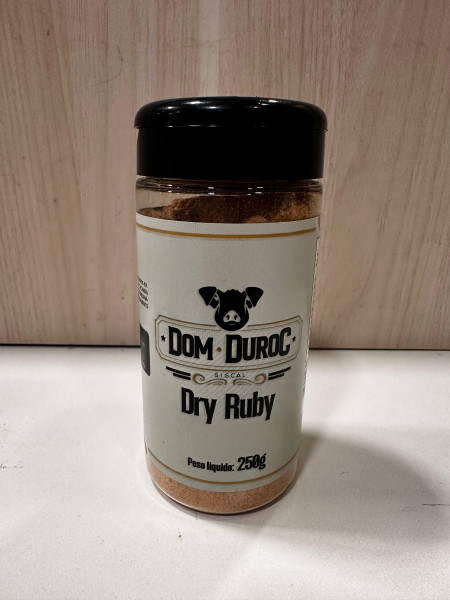 DOM DUROC
SISCAL
Dry Ruby
Peso líquido: 250g